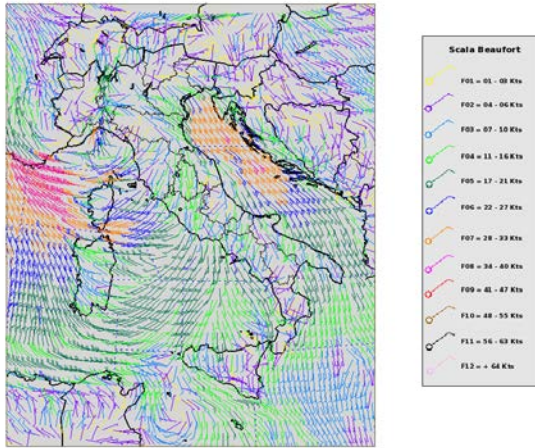 Scala Beaufort
F01 = 01 - 03 Kts
F02 = 04 - 06 Kts
F03 = 07 - 10 Kts
F04 = 11 - 16 Kts
F05 = 17 - 21 Kts
F06 = 22 - 27 Kts
F07 = 28 - 33 Kts
F08 = 34 - 40 Kts
F09 = 41 - 47 Kts
F10 = 48 - 55 Kts
F11 = 56 - 63 Kts
F12 = + 64 Kts